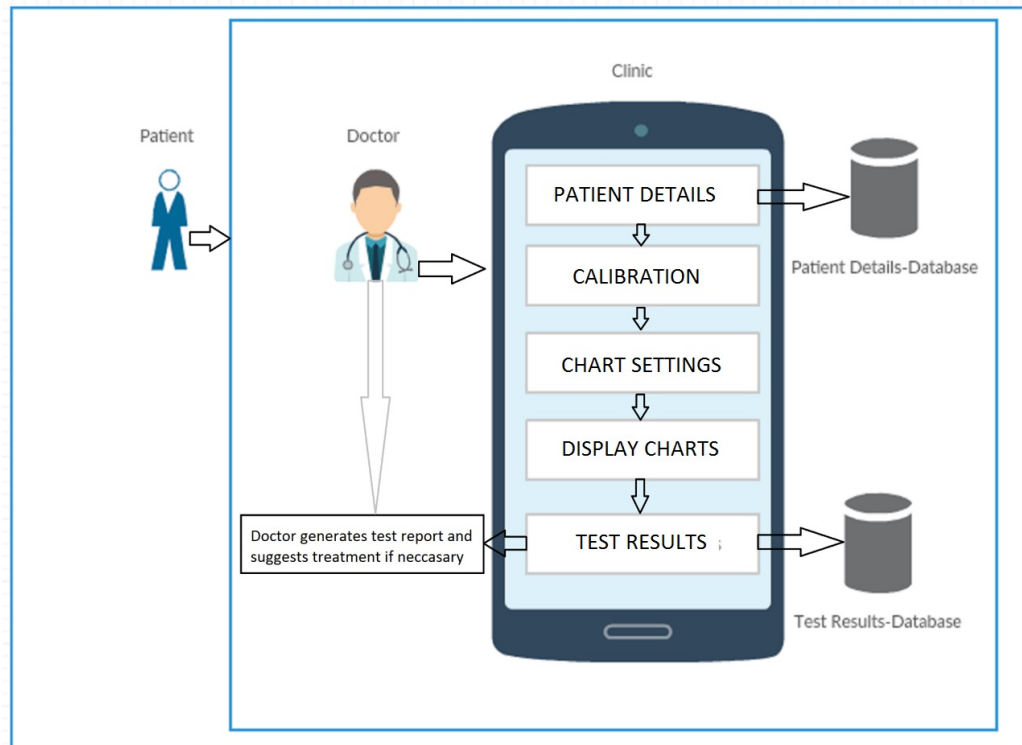 Clinic
Patient
Doctor
PATIENT DETAILS
Patient Details-Database
CALIBRATION
CHART SETTINGS
DISPLAY CHARTS
Doctor generates test report and
suggests treatment if neccasary
TEST RESULTS ;
Test Results-Database